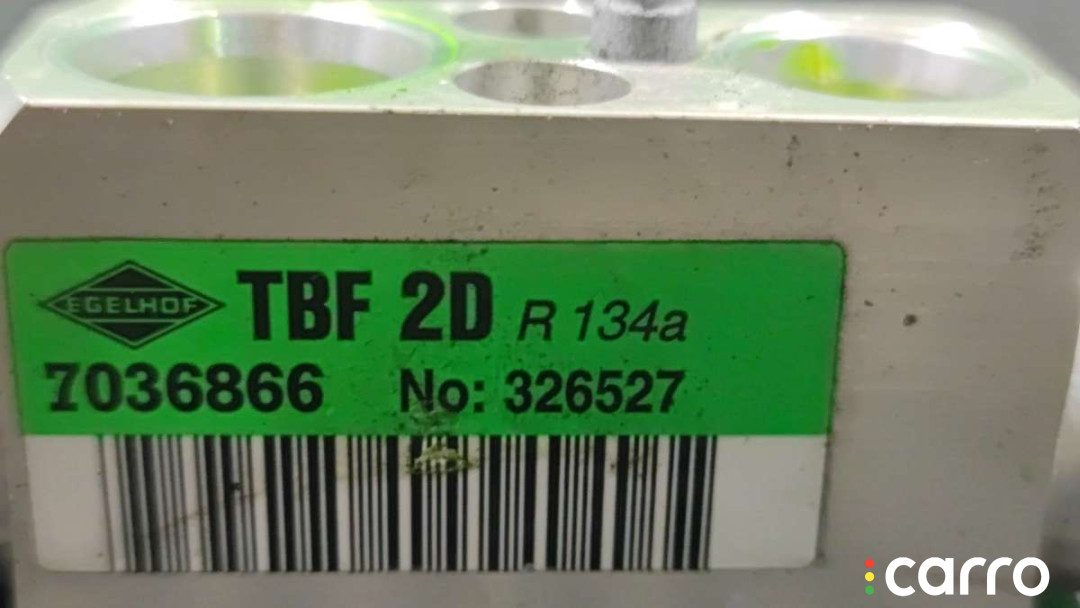 EGELHOF TBF 2D R 134a
7036866 No: 326527
carro